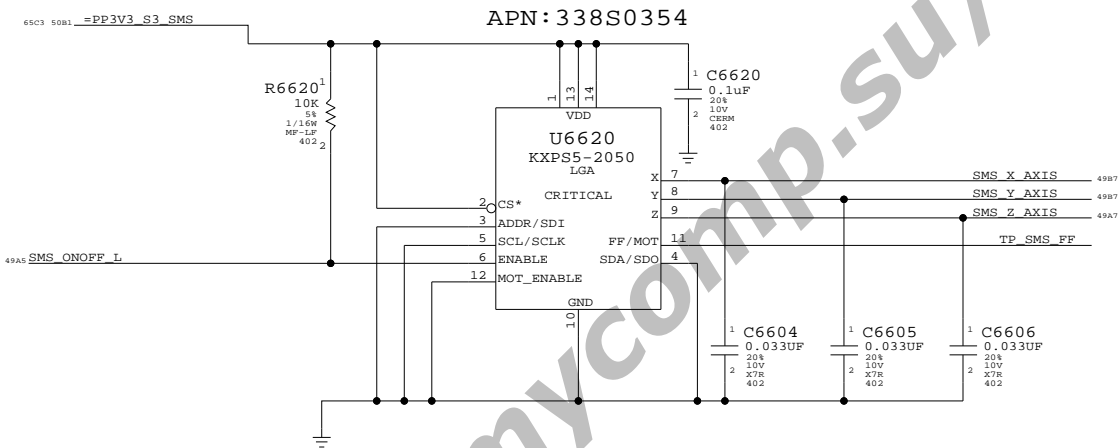 APN:338S0354
65C3 50B1 =PP3V3_S3_SMS
R6620
1
10K
5%
1/16W
MF-LF
402
2
1
13
14
VDD
U6620
KXPS5-2050
LGA
CRITICAL
1
C6620
0.1uF
20%
10V
CERM
402
2
2 CS*
3 ADDR/SDI
5 SCL/SCLK
6 ENABLE
12 MOT_ENABLE
X 7
Y 8
Z 9
FF/MOT 11
SDA/SDO 4
GND
10
SMS_X_AXIS 49B7
SMS_Y_AXIS 49B7
SMS_Z_AXIS 49A7
TP_SMS_FF
49A5 SMS_ONOFF_L
1
C6604
0.033UF
20%
10V
X7R
402
2
1
C6605
0.033UF
20%
10V
X7R
402
2
1
C6606
0.033UF
20%
10V
X7R
402
2
mycomp.su/